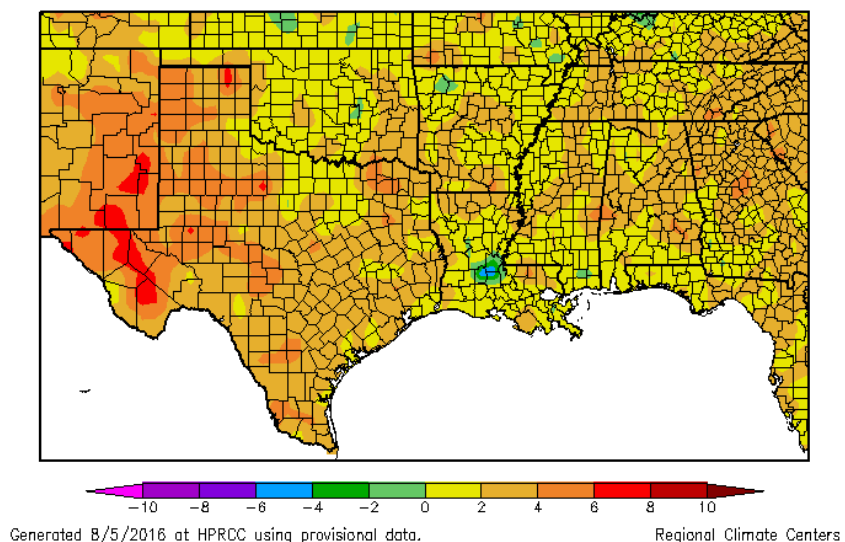 -10 -8 -6 -4 -2 0 2 4 6 8 10
Generated 8/5/2016 at HPRCC using provisional data. Regional Climate Centers